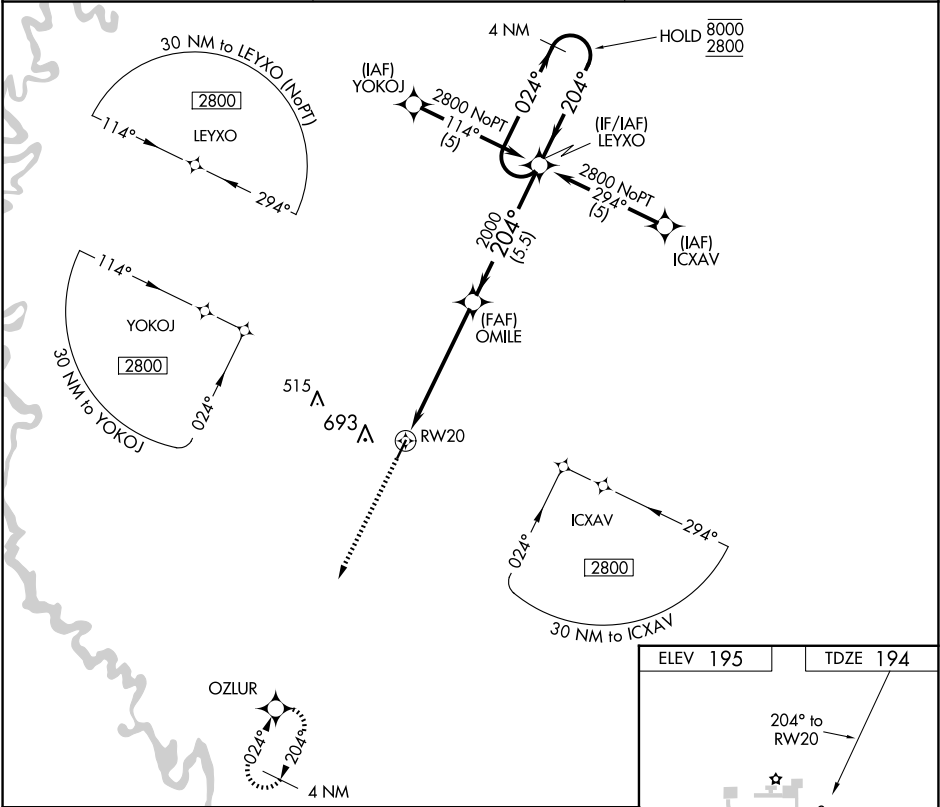 30 NM to LEYXO (NoPT)
2800
LEYXO
114°
294°
4 NM
HOLD 8000
2800
024°
204°
(IAF)
YOKOJ
2800 NoPT
114°
(5)
(IF/IAF)
LEYXO
2800 NoPT
294°
(5)
(IAF)
ICXAV
2000
204°
(5.5)
(FAF)
OMILE
114°
YOKOJ
2800
30 NM to YOKOJ
024°
515
693
RW20
ICXAV
024°
294°
2800
30 NM to ICXAV
OZLUR
024°
204°
4 NM
ELEV 195
TDZE 194
204° to
RW20